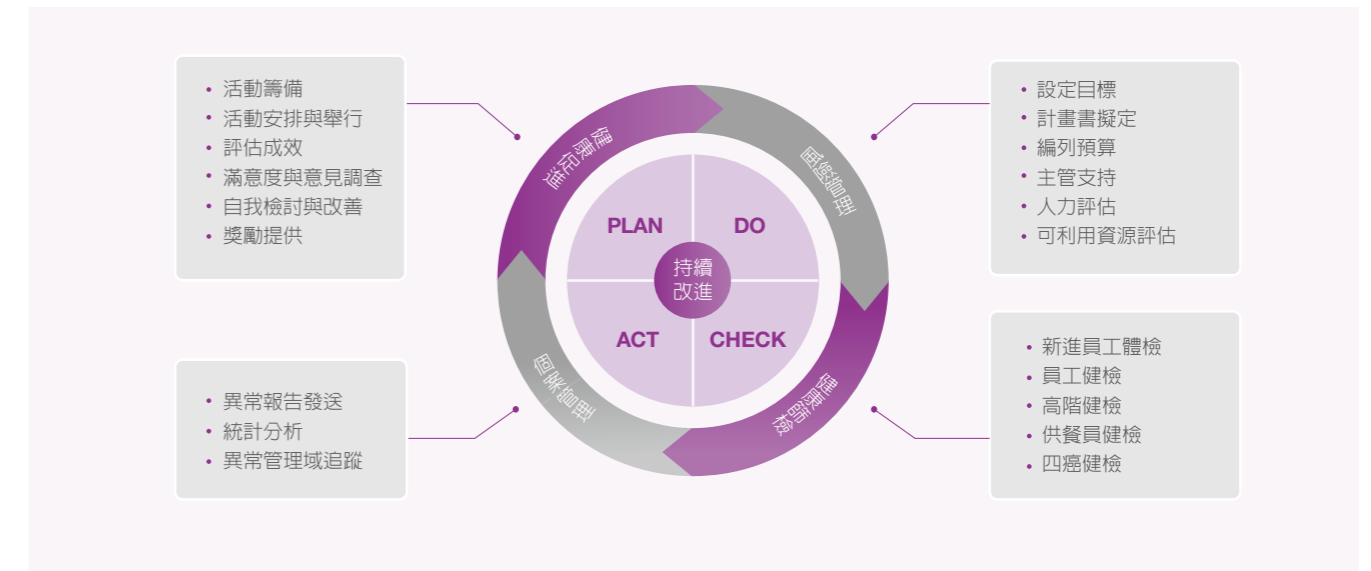 • 活動籌備
• 活動安排與舉行
• 評估成效
• 滿意度與意見調查
• 自我檢討與改善
• 獎勵提供
• 設定目標
• 計畫書擬定
• 編列預算
• 主管支持
• 人力評估
• 可利用資源評估
健康促進
管理
PLAN
DO
持續
改進
ACT
CHECK
個案管理
健康篩檢
• 異常報告發送
• 統計分析
• 異常管理域追蹤
• 新進員工體檢
• 員工健檢
• 高階健檢
• 供餐員健檢
• 四癌健檢